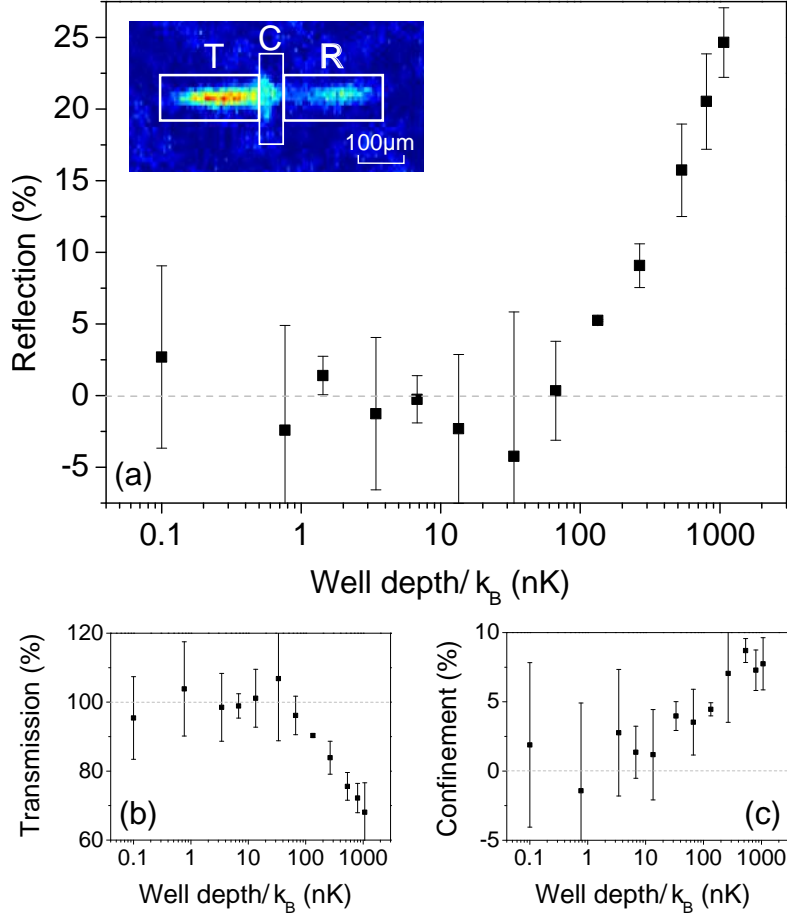 25
20
15
10
5
0
-5
Reflection (%)
T
C
R
100µm
(a)
0.1
1
10
100
1000
Well depth/ k_B (nK)
120
100
80
60
Transmission (%)
(b)
0.1
1
10
100
1000
Well depth/ k_B (nK)
10
5
0
-5
Confinement (%)
(c)
0.1
1
10
100
1000
Well depth/ k_B (nK)